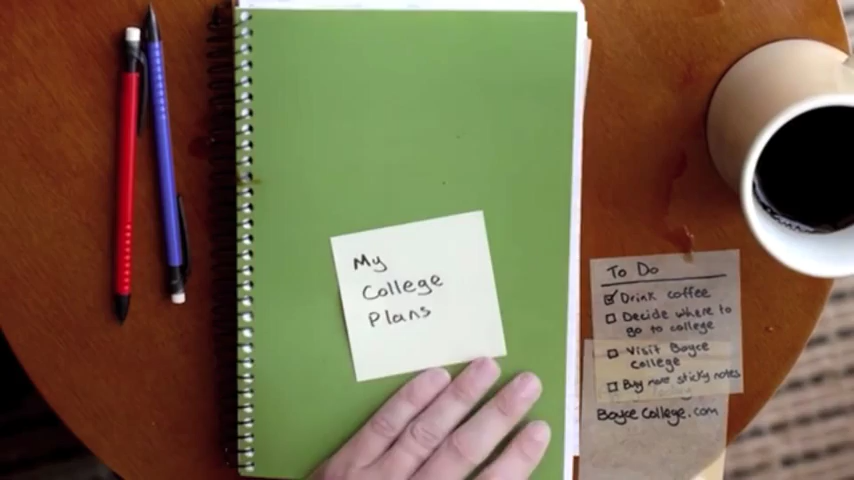 My
College
Plans
To Do
Drink coffee
Decide where to
go to college
Visit Boyce
College
Buy more sticky notes
BoyceCollege.com